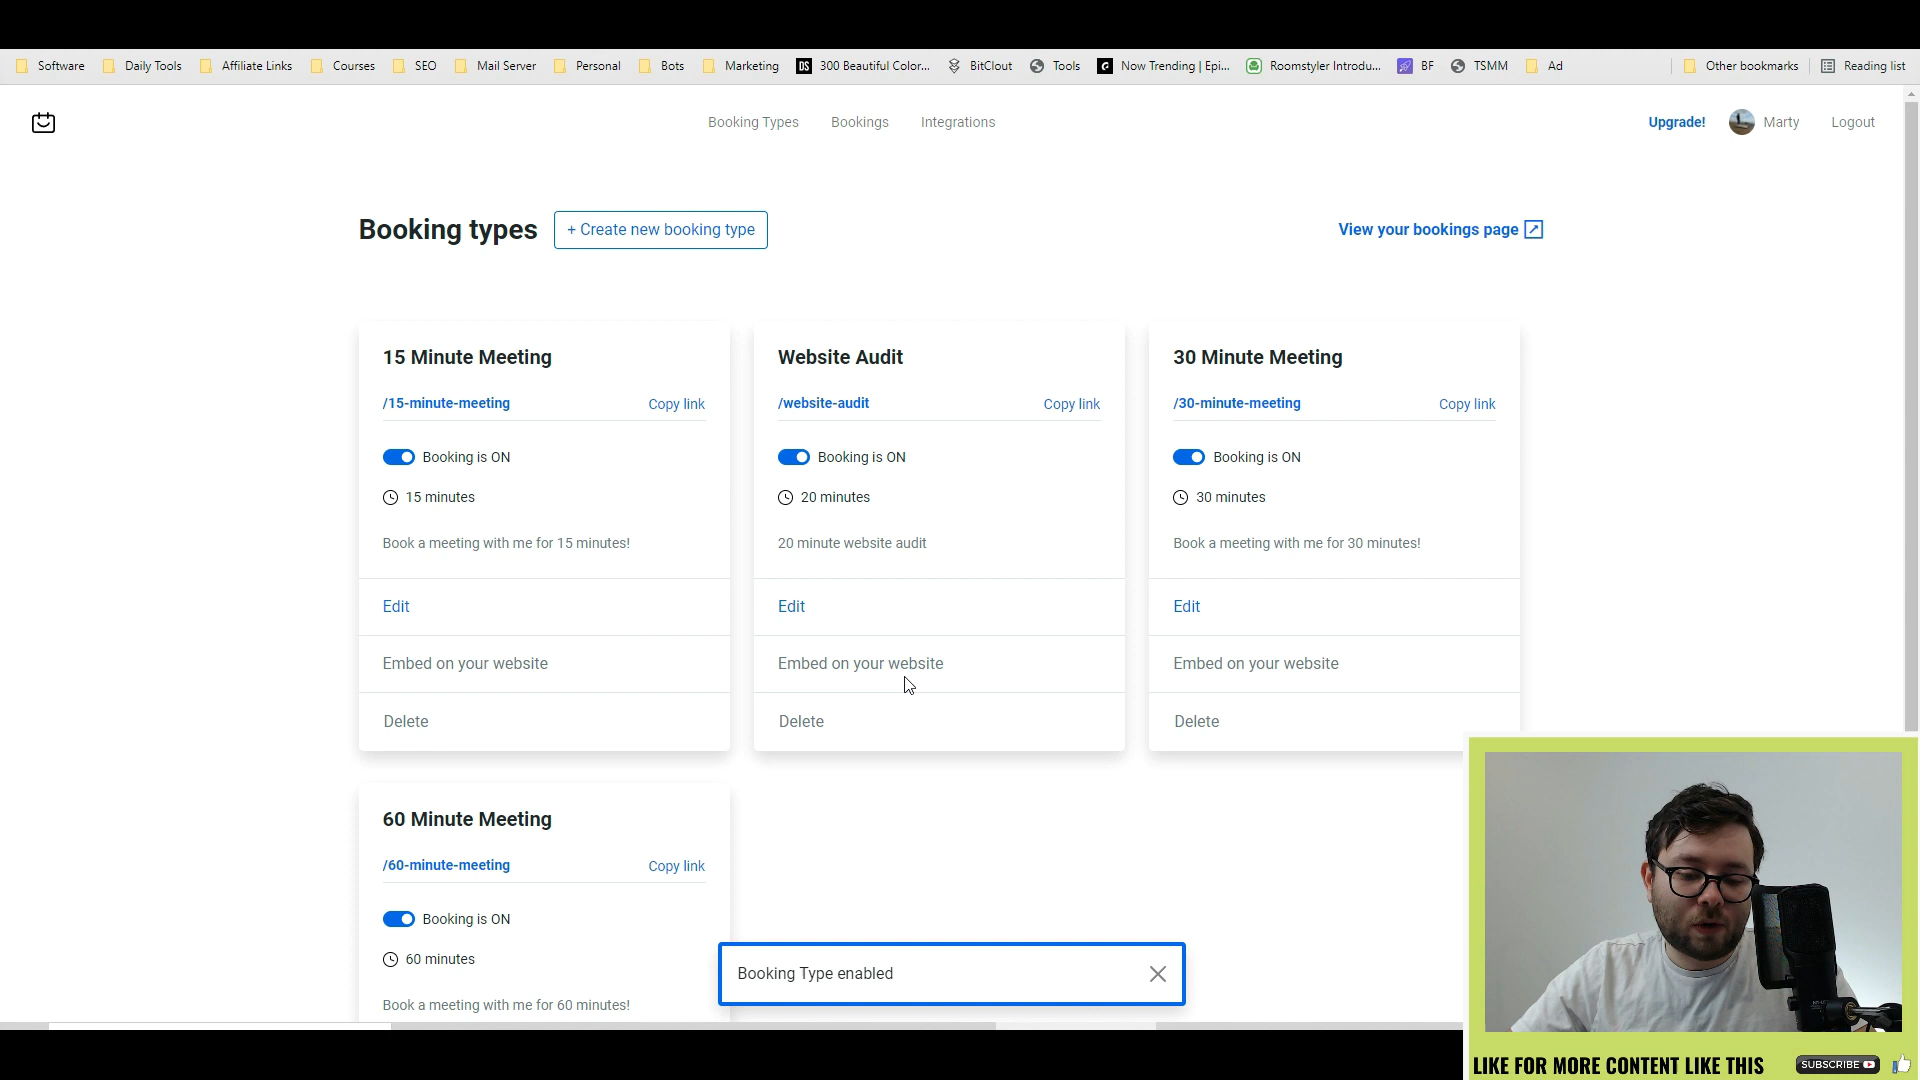 Software Daily Tools Affiliate Links Courses SEO Mail Server Personal Bots Marketing DS 300 Beautiful Color... BitClout Tools Now Trending | Epi... Roomstyler Introdu... BF TSMM Ad Other bookmarks Reading list
Booking Types Bookings Integrations Upgrade! Marty Logout
Booking types + Create new booking type View your bookings page
15 Minute Meeting
/15-minute-meeting Copy link
Booking is ON
15 minutes
Book a meeting with me for 15 minutes!
Edit
Embed on your website
Delete
Website Audit
/website-audit Copy link
Booking is ON
20 minutes
20 minute website audit
Edit
Embed on your website
Delete
30 Minute Meeting
/30-minute-meeting Copy link
Booking is ON
30 minutes
Book a meeting with me for 30 minutes!
Edit
Embed on your website
Delete
60 Minute Meeting
/60-minute-meeting Copy link
Booking is ON
60 minutes
Book a meeting with me for 60 minutes!
Booking Type enabled
LIKE FOR MORE CONTENT LIKE THIS SUBSCRIBE